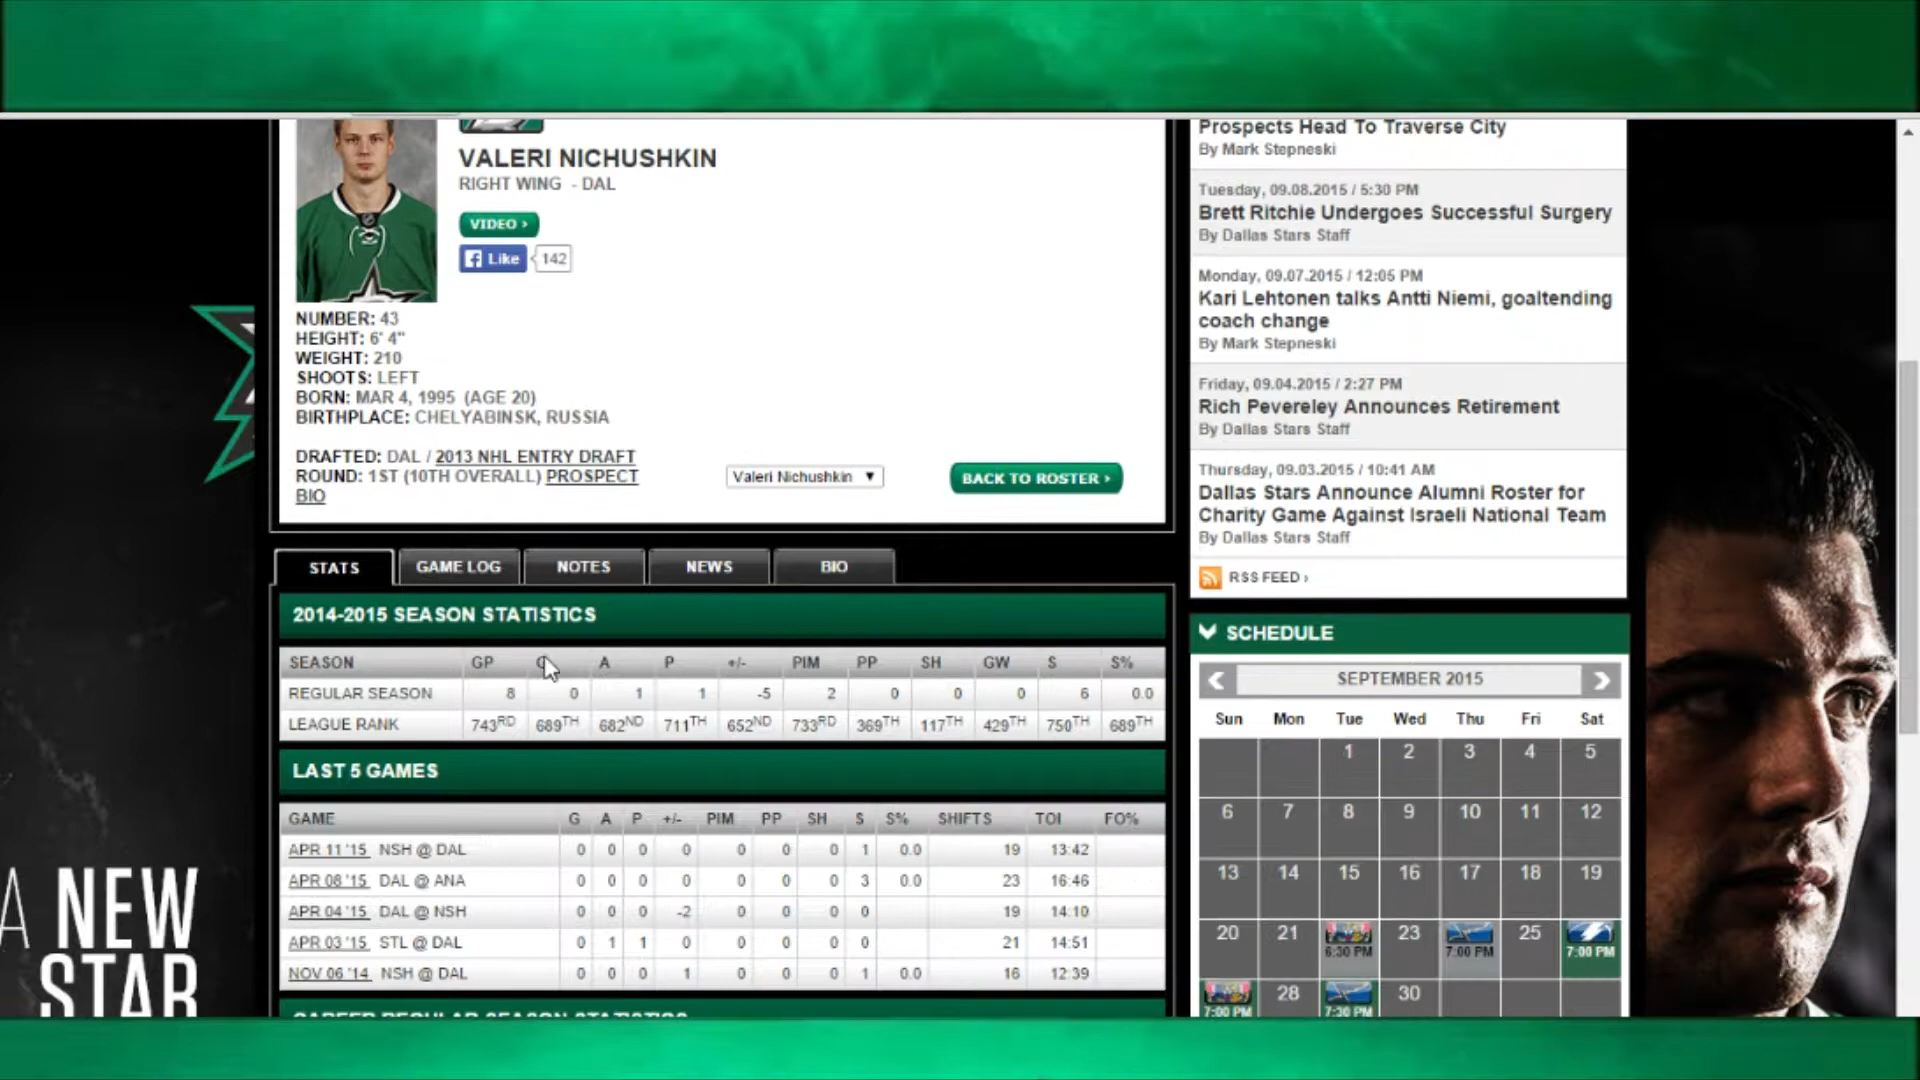 VALERI NICHUSHKIN
RIGHT WING - DAL
VIDEO ›
Like 142
NUMBER: 43
HEIGHT: 6' 4"
WEIGHT: 210
SHOOTS: LEFT
BORN: MAR 4, 1995 (AGE 20)
BIRTHPLACE: CHELYABINSK, RUSSIA
DRAFTED: DAL / 2013 NHL ENTRY DRAFT
ROUND: 1ST (10TH OVERALL) PROSPECT
BIO
Valeri Nichushkin ▼
BACK TO ROSTER ›
STATS GAME LOG NOTES NEWS BIO
2014-2015 SEASON STATISTICS
SEASON GP A P +/- PIM PP SH GW S S%
REGULAR SEASON 8 0 1 1 -5 2 0 0 0 6 0.0
LEAGUE RANK 743RD 689TH 682ND 711TH 652ND 733RD 369TH 117TH 429TH 750TH 689TH
LAST 5 GAMES
GAME G A P +/- PIM PP SH S S% SHIFTS TOI FO%
APR 11 '15 NSH @ DAL 0 0 0 0 0 0 0 1 0.0 19 13:42
APR 08 '15 DAL @ ANA 0 0 0 0 0 0 0 3 0.0 23 16:46
APR 04 '15 DAL @ NSH 0 0 0 -2 0 0 0 0 19 14:10
APR 03 '15 STL @ DAL 0 1 1 0 0 0 0 0 21 14:51
NOV 06 '14 NSH @ DAL 0 0 0 1 0 0 0 1 0.0 16 12:39
CAREER REGULAR SEASON STATISTICS
Prospects Head To Traverse City
By Mark Stepneski
Tuesday, 09.08.2015 / 5:30 PM
Brett Ritchie Undergoes Successful Surgery
By Dallas Stars Staff
Monday, 09.07.2015 / 12:05 PM
Kari Lehtonen talks Antti Niemi, goaltending
coach change
By Mark Stepneski
Friday, 09.04.2015 / 2:27 PM
Rich Peverley Announces Retirement
By Dallas Stars Staff
Thursday, 09.03.2015 / 10:41 AM
Dallas Stars Announce Alumni Roster for
Charity Game Against Israeli National Team
By Dallas Stars Staff
RSS FEED ›
SCHEDULE
SEPTEMBER 2015
Sun Mon Tue Wed Thu Fri Sat
1 2 3 4 5
6 7 8 9 10 11 12
13 14 15 16 17 18 19
20 21 6:30 PM 23 7:00 PM 25 7:00 PM
7:00 PM 28 7:30 PM 30
A NEW
STAR